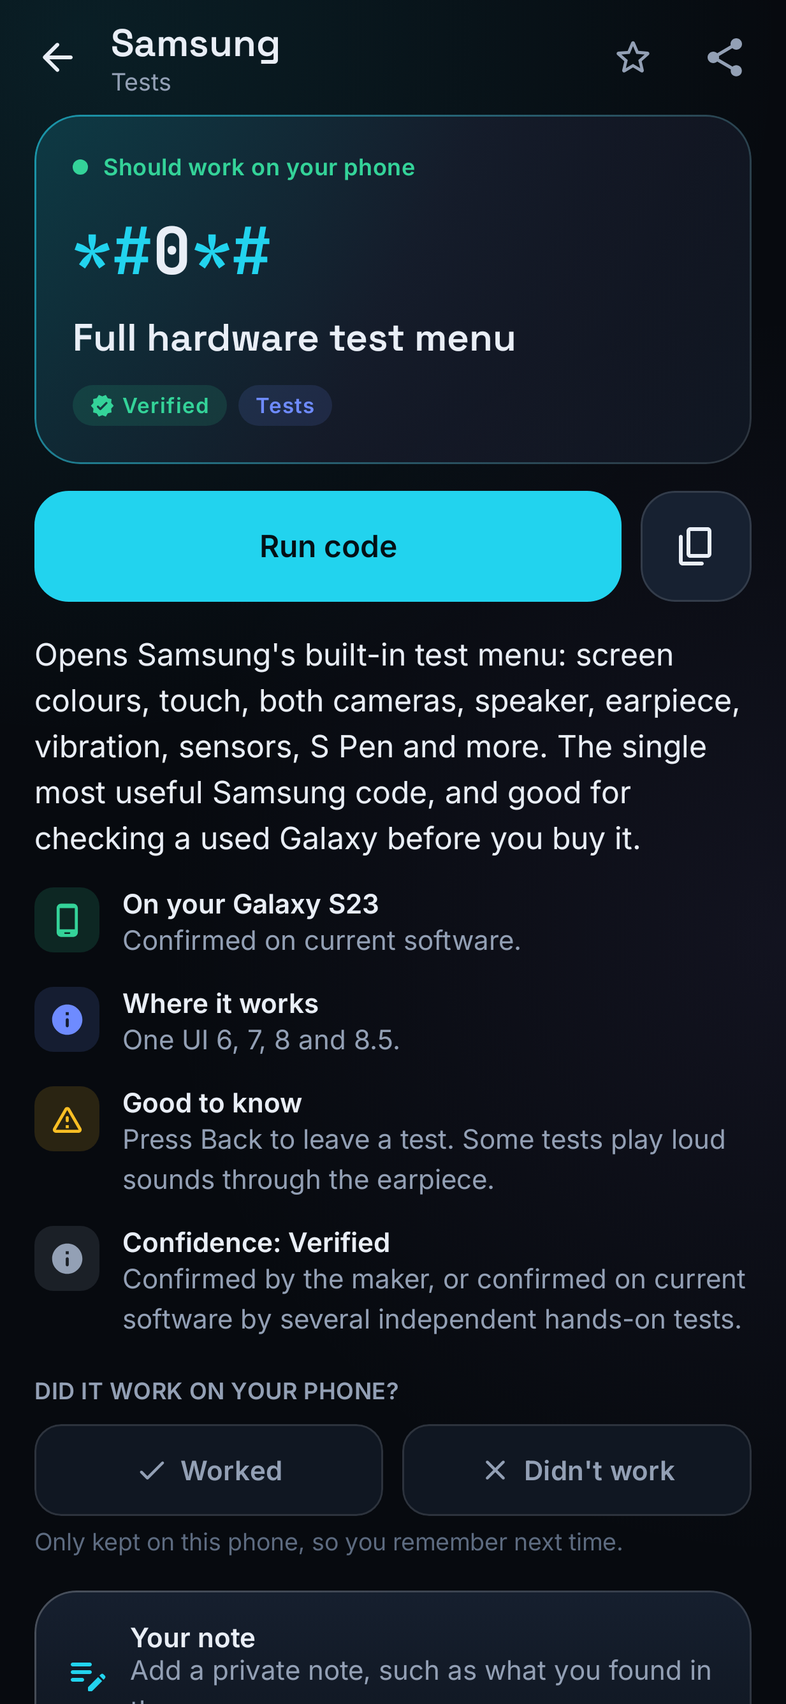 Samsung
Tests
Should work on your phone
*#0*#
Full hardware test menu
Verified
Tests
Run code
Opens Samsung's built-in test menu: screen
colours, touch, both cameras, speaker, earpiece,
vibration, sensors, S Pen and more. The single
most useful Samsung code, and good for
checking a used Galaxy before you buy it.
On your Galaxy S23
Confirmed on current software.
Where it works
One UI 6, 7, 8 and 8.5.
Good to know
Press Back to leave a test. Some tests play loud
sounds through the earpiece.
Confidence: Verified
Confirmed by the maker, or confirmed on current
software by several independent hands-on tests.
DID IT WORK ON YOUR PHONE?
Worked
Didn't work
Only kept on this phone, so you remember next time.
Your note
Add a private note, such as what you found in